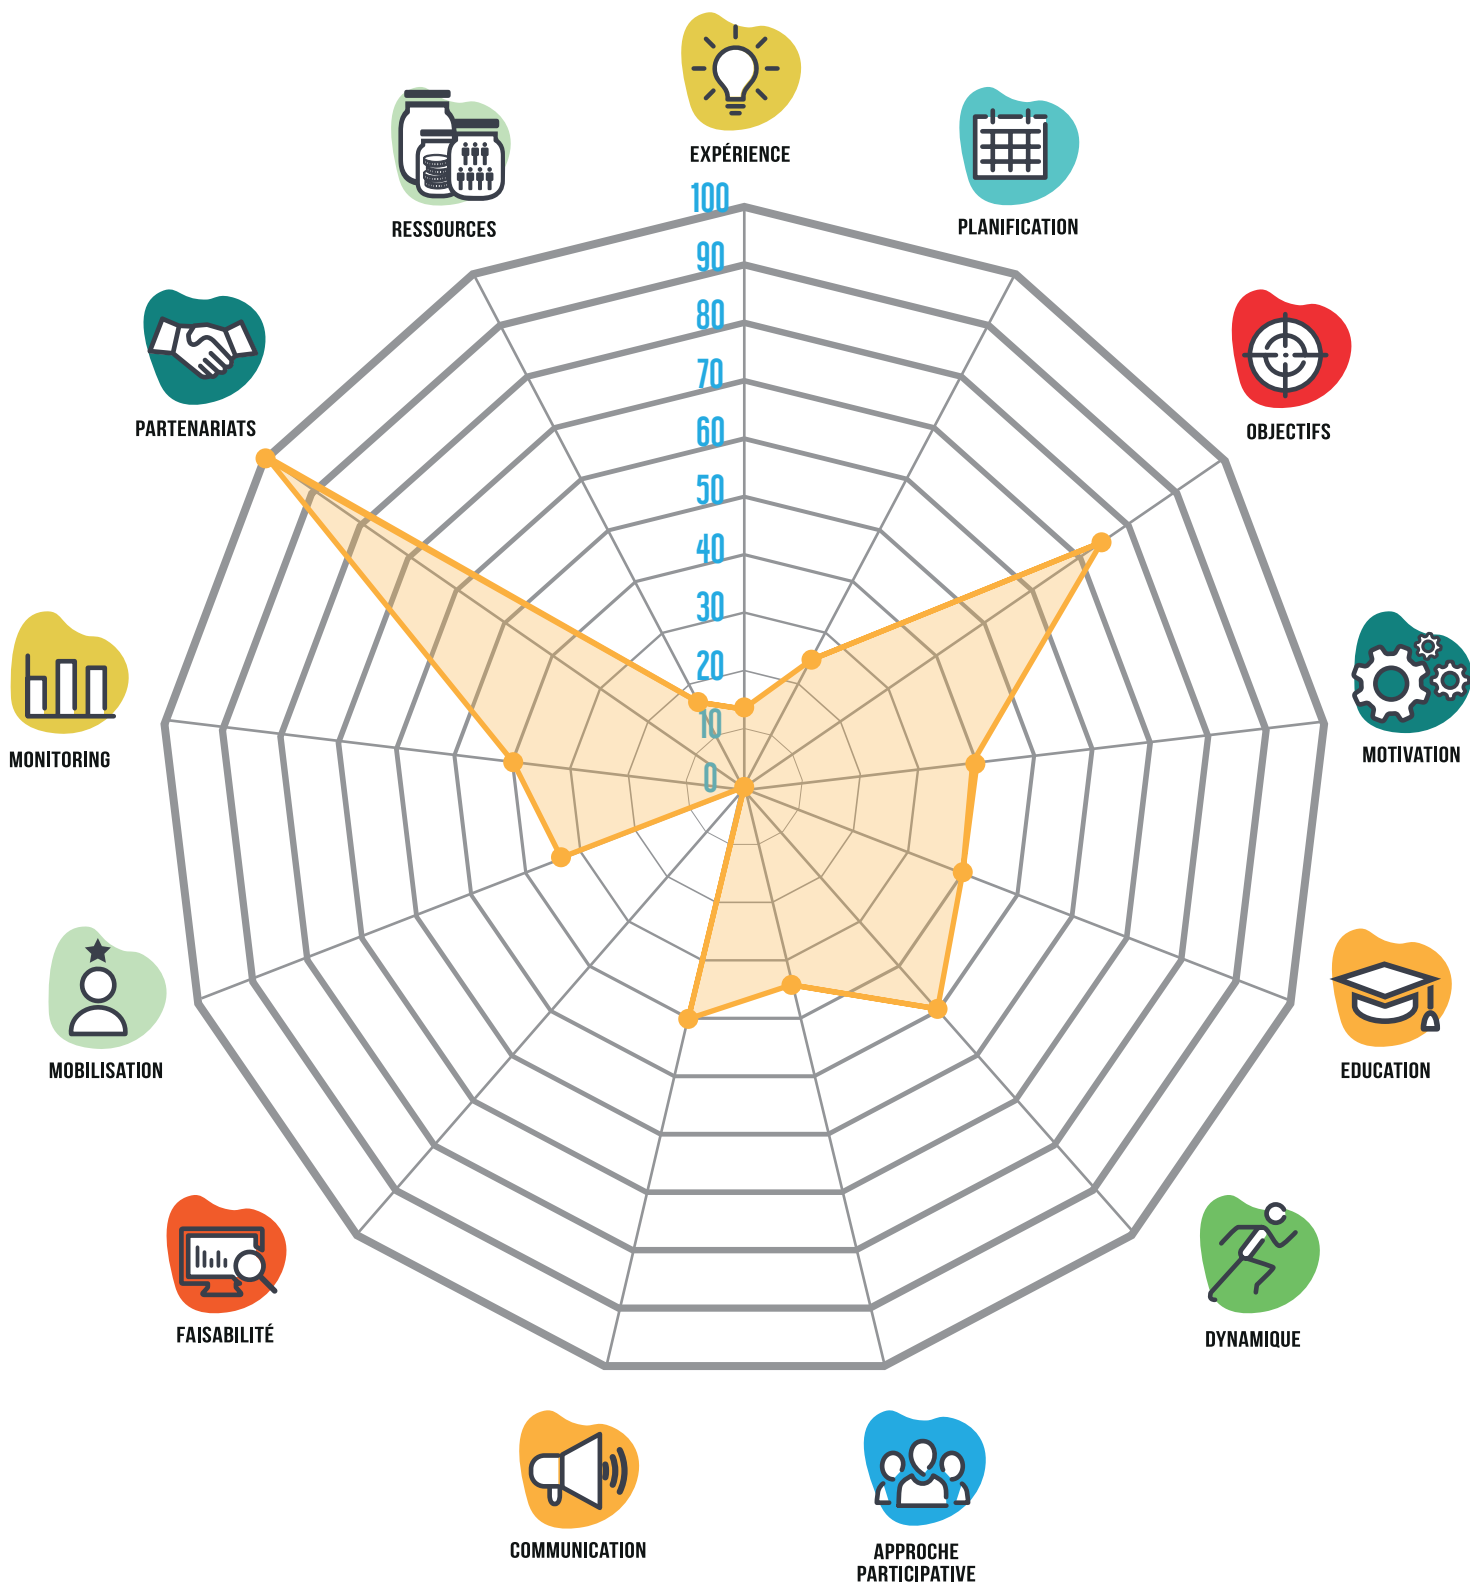 EXPÉRIENCE
PLANIFICATION
RESSOURCES
OBJECTIFS
PARTENARIATS
MOTIVATION
MONITORING
EDUCATION
MOBILISATION
DYNAMIQUE
FAISABILITÉ
COMMUNICATION
APPROCHE
PARTICIPATIVE
100
90
80
70
60
50
40
30
20
10
0